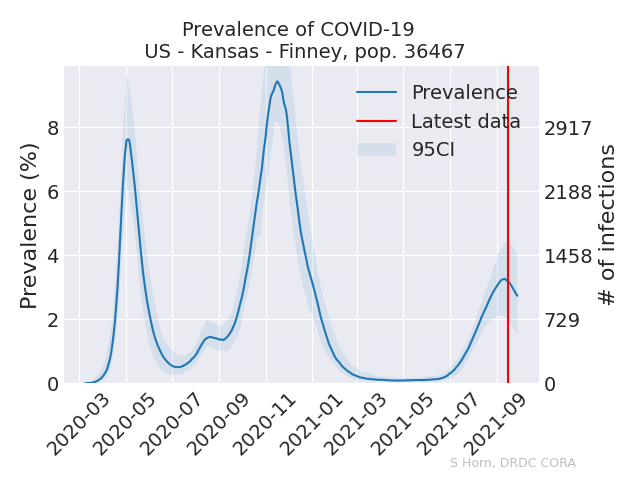 Prevalence of COVID-19
US - Kansas - Finney, pop. 36467
Prevalence
Latest data
95CI
Prevalence (%)
8
6
4
2
0
2917
2188
1458
729
0
# of infections
2020-03
2020-05
2020-07
2020-09
2020-11
2021-01
2021-03
2021-05
2021-07
2021-09
S Horn, DRDC CORA